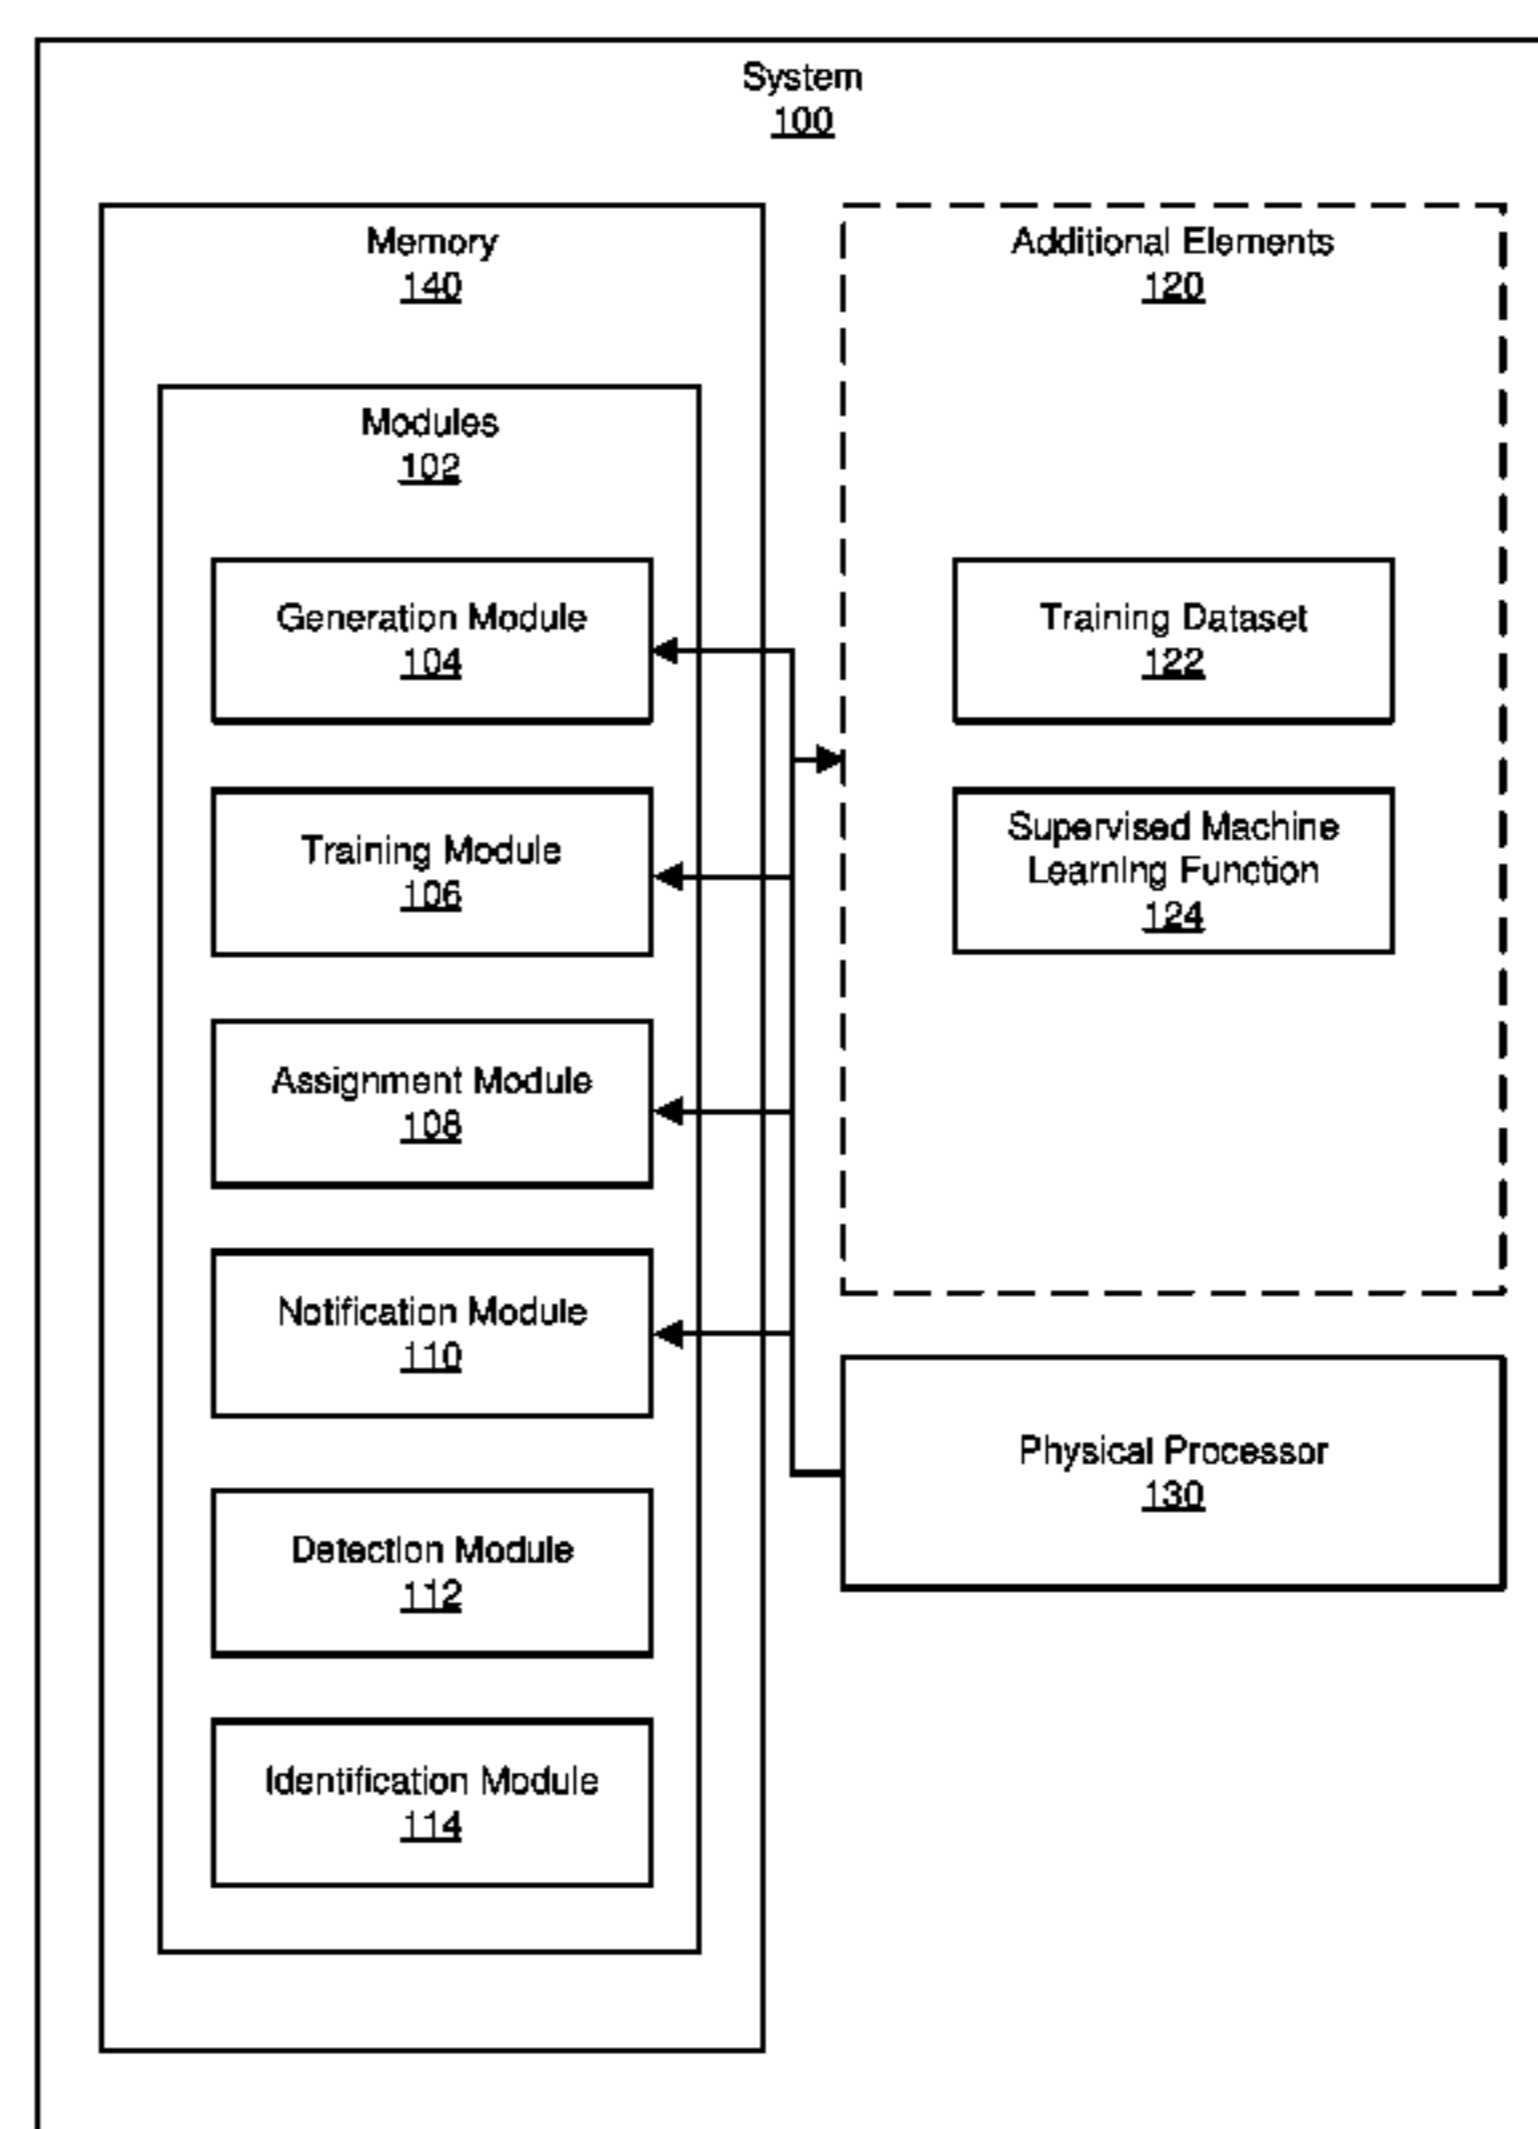 System
100
Memory
140
Modules
102
Generation Module
104
Training Module
106
Assignment Module
108
Notification Module
110
Detection Module
112
Identification Module
114
Additional Elements
120
Training Dataset
122
Supervised Machine
Learning Function
124
Physical Processor
130